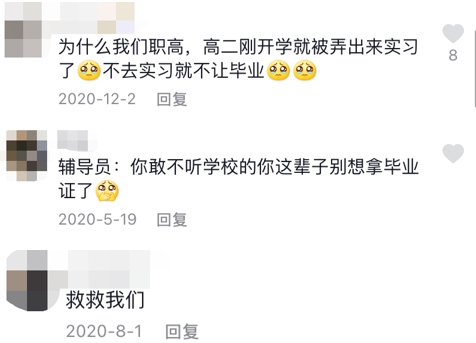 为什么我们职高，高二刚开学就被弄出来实习
了🥺不去实习就不让毕业🥺🥺
2020-12-2 回复
8
辅导员：你敢不听学校的你这辈子别想拿毕业
证了🥺
2020-5-19 回复
救救我们
2020-8-1 回复